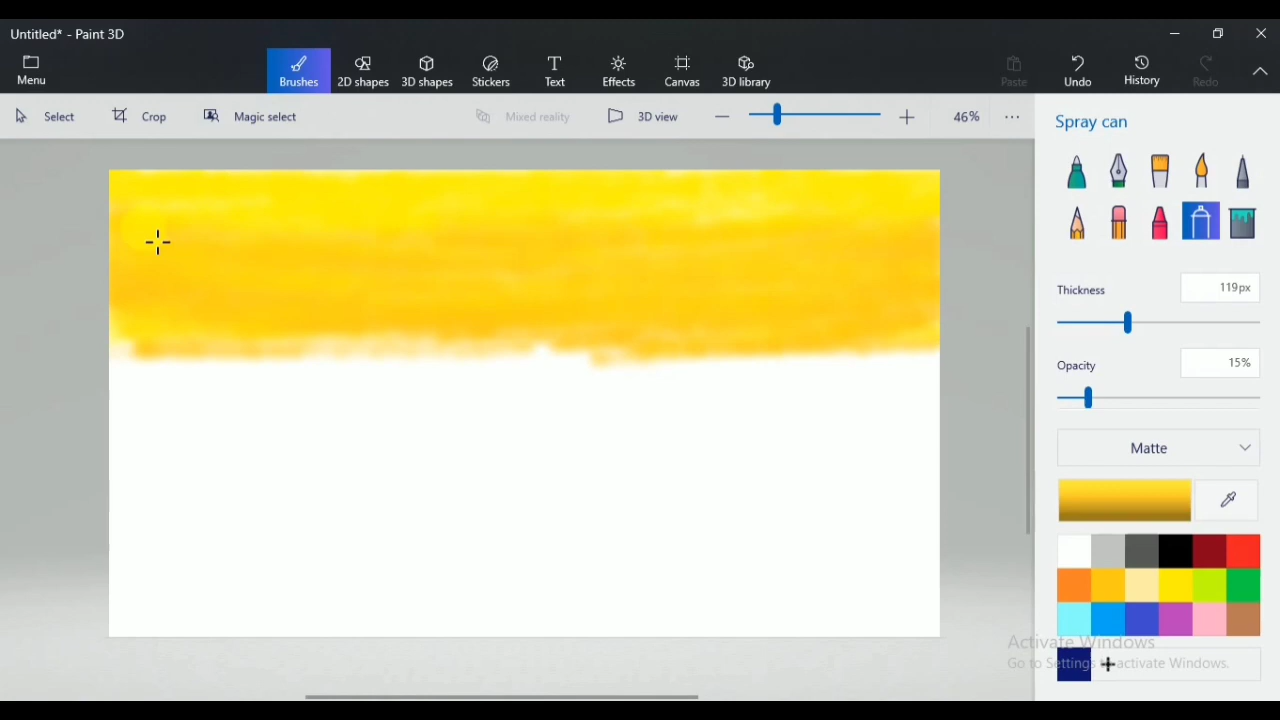 Untitled* - Paint 3D
Menu
Brushes
2D shapes
3D shapes
Stickers
Text
Effects
Canvas
3D library
Paste
Undo
History
Redo
Select
Crop
Magic select
Mixed reality
3D view
46%
Spray can
Thickness
119px
Opacity
15%
Matte
Activate Windows
Go to Settings to activate Windows.